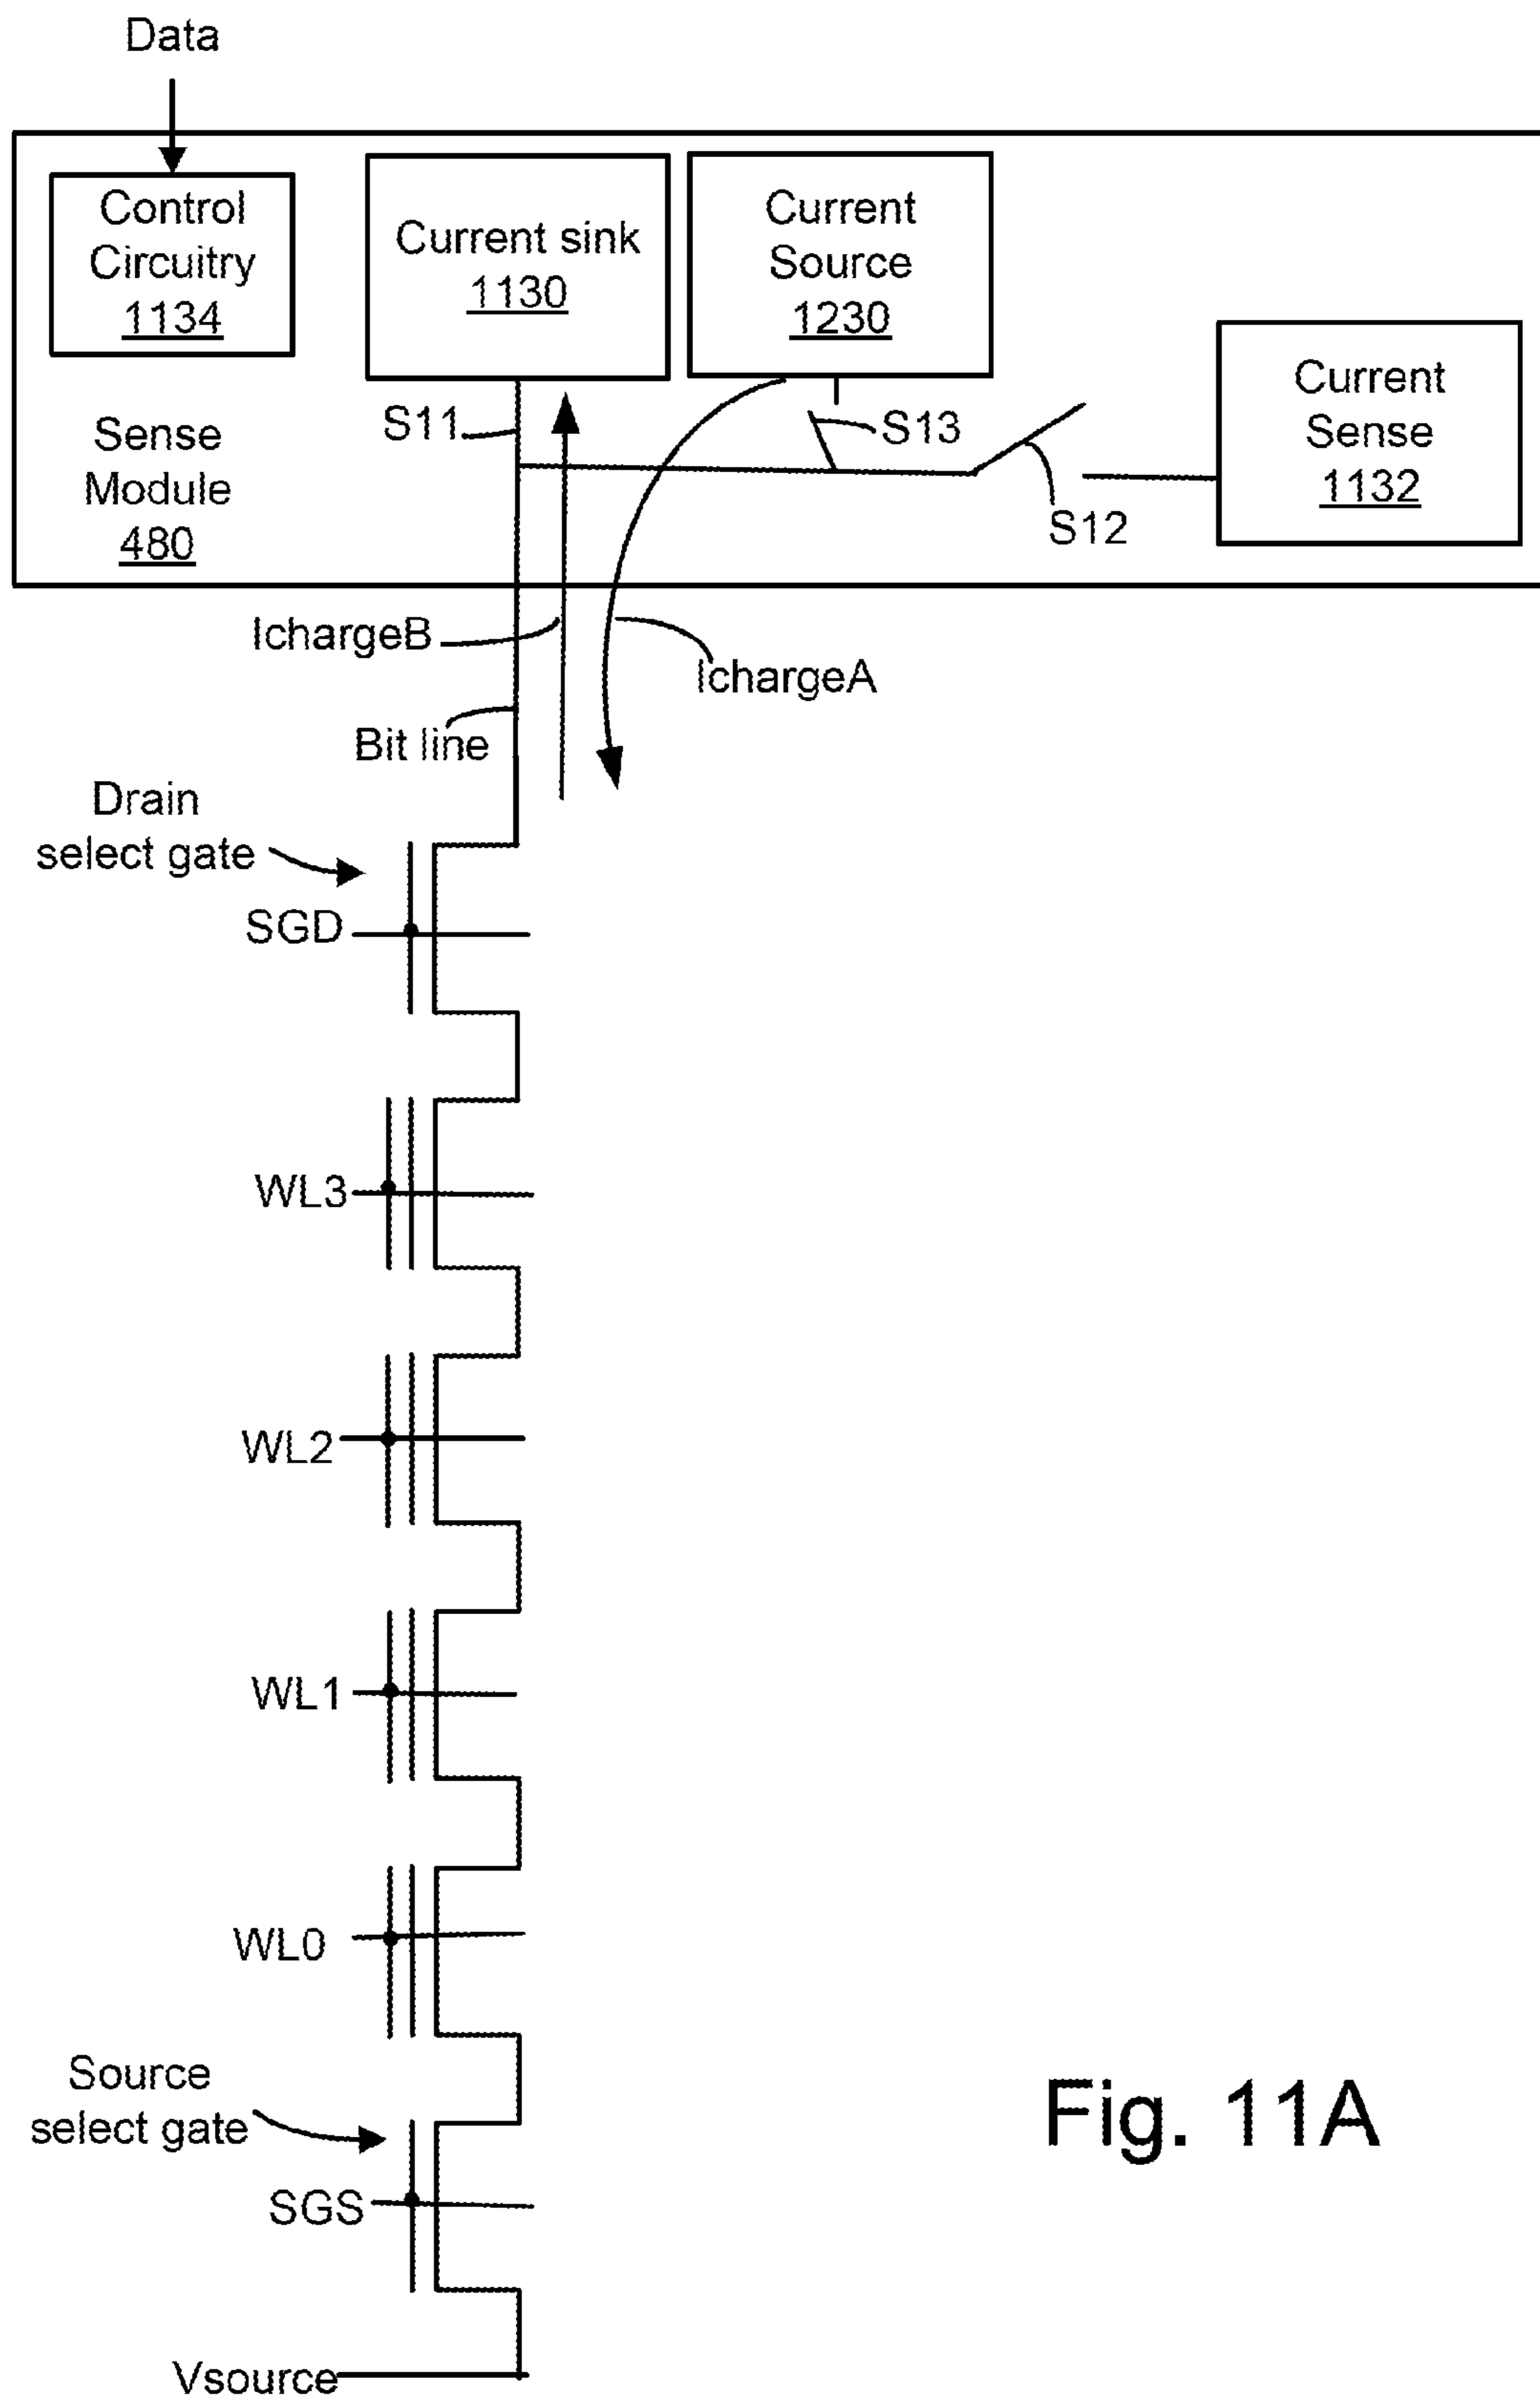 Data
Control
Circuitry
1134
Current sink
1130
Current
Source
1230
Current
Sense
1132
Sense
Module
480
S11
S13
S12
IchargeB
IchargeA
Bit line
Drain
select gate
SGD
WL3
WL2
WL1
WL0
Source
select gate
SGS
Vsource
Fig. 11A